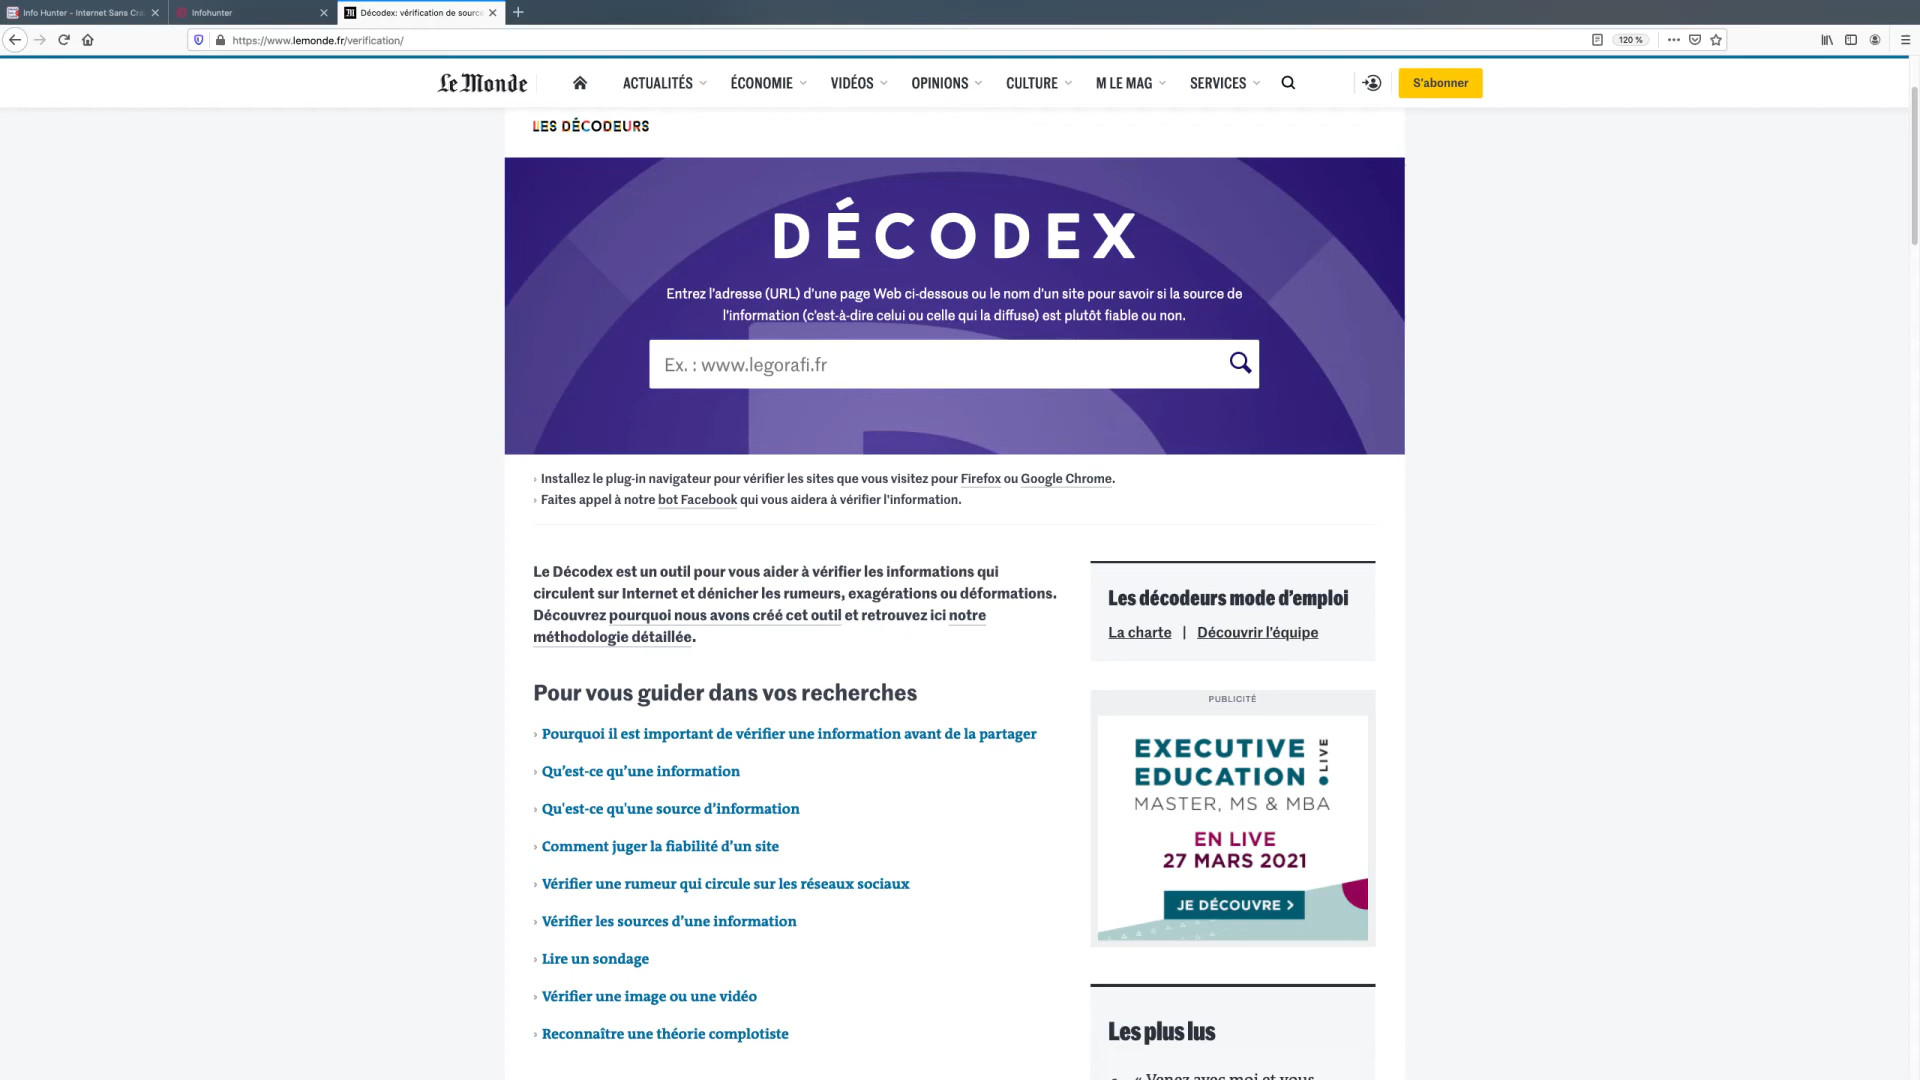 Info Hunter - Internet Sans Cra
Infohunter
Décodex: vérification de source
https://www.lemonde.fr/verification/
120 %
Le Monde
ACTUALITÉS
ÉCONOMIE
VIDÉOS
OPINIONS
CULTURE
M LE MAG
SERVICES
S'abonner
LES DÉCODEURS
DÉCODEX
Entrez l'adresse (URL) d'une page Web ci-dessous ou le nom d'un site pour savoir si la source de
l'information (c'est-à-dire celui ou celle qui la diffuse) est plutôt fiable ou non.
Ex. : www.legorafi.fr
› Installez le plug-in navigateur pour vérifier les sites que vous visitez pour Firefox ou Google Chrome.
› Faites appel à notre bot Facebook qui vous aidera à vérifier l'information.
Le Décodex est un outil pour vous aider à vérifier les informations qui
circulent sur Internet et dénicher les rumeurs, exagérations ou déformations.
Découvrez pourquoi nous avons créé cet outil et retrouvez ici notre
méthodologie détaillée.
Pour vous guider dans vos recherches
› Pourquoi il est important de vérifier une information avant de la partager
› Qu’est-ce qu’une information
› Qu'est-ce qu'une source d’information
› Comment juger la fiabilité d’un site
› Vérifier une rumeur qui circule sur les réseaux sociaux
› Vérifier les sources d’information
› Lire un sondage
› Vérifier une image ou une vidéo
› Reconnaître une théorie complotiste
Les décodeurs mode d’emploi
La charte | Découvrir l’équipe
PUBLICITÉ
EXECUTIVE
EDUCATION
LIVE
MASTER, MS & MBA
EN LIVE
27 MARS 2021
JE DÉCOUVRE >
Les plus lus
« Venez avec moi et vous